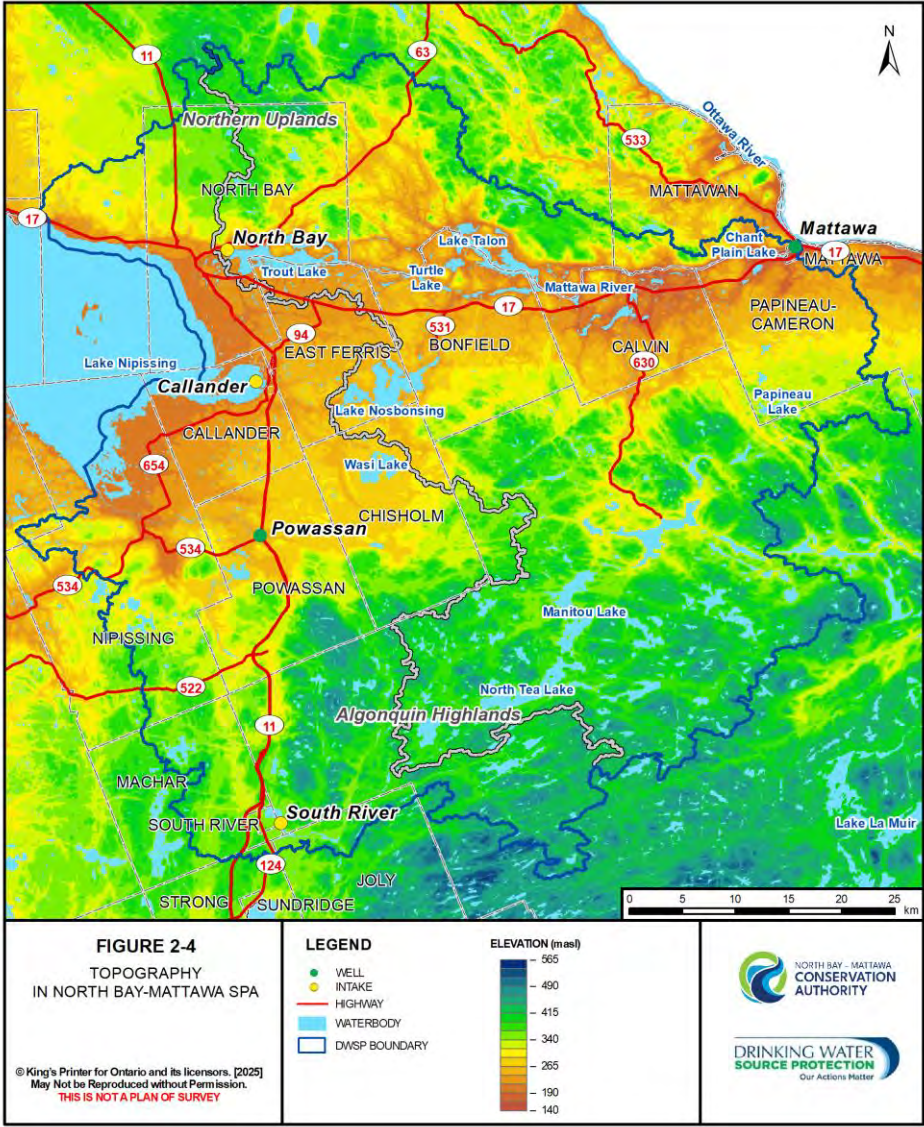 N
11
63
Ottawa River
Northern Uplands
533
NORTH BAY
MATTAWAN
17
Mattawa
North Bay
Lake Talon
Chant
Plain Lake
17
MATTAWA
Trout Lake
Turtle
Lake
Mattawa River
17
PAPINEAU-
CAMERON
94
531
EAST FERRIS
BONFIELD
CALVIN
630
Lake Nipissing
Callander
Papineau
Lake
Lake Nosbonsing
CALLANDER
654
Wasi Lake
CHISHOLM
Powassan
534
534
POWASSAN
Manitou Lake
NIPISSING
522
North Tea Lake
Algonquin Highlands
11
MACHAR
South River
SOUTH RIVER
Lake La Muir
124
JOLY
STRONG
SUNDRIDGE
0 5 10 15 20 25
km
FIGURE 2-4
TOPOGRAPHY
IN NORTH BAY-MATTAWA SPA
© King's Printer for Ontario and its licensors. [2025]
May Not be Reproduced without Permission.
THIS IS NOT A PLAN OF SURVEY
LEGEND
WELL
INTAKE
HIGHWAY
WATERBODY
DWSP BOUNDARY
ELEVATION (masl)
565
490
415
340
265
190
140
NORTH BAY - MATTAWA
CONSERVATION
AUTHORITY
DRINKING WATER
SOURCE PROTECTION
Our Actions Matter